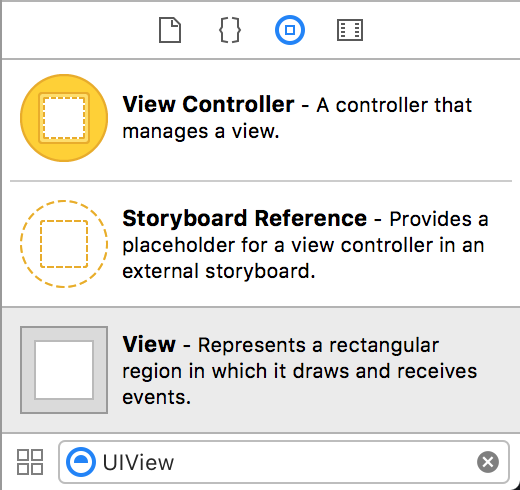 View Controller - A controller that
manages a view.
Storyboard Reference - Provides a
placeholder for a view controller in an
external storyboard.
View - Represents a rectangular
region in which it draws and receives
events.
UIView